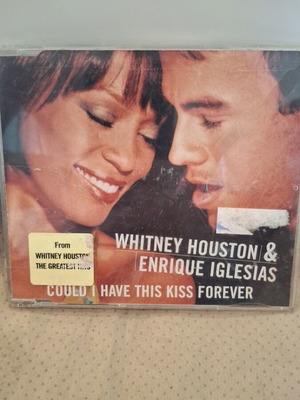 From
WHITNEY HOUSTON
THE GREATEST HITS
WHITNEY HOUSTON &
ENRIQUE IGLESIAS
COULD I HAVE THIS KISS FOREVER